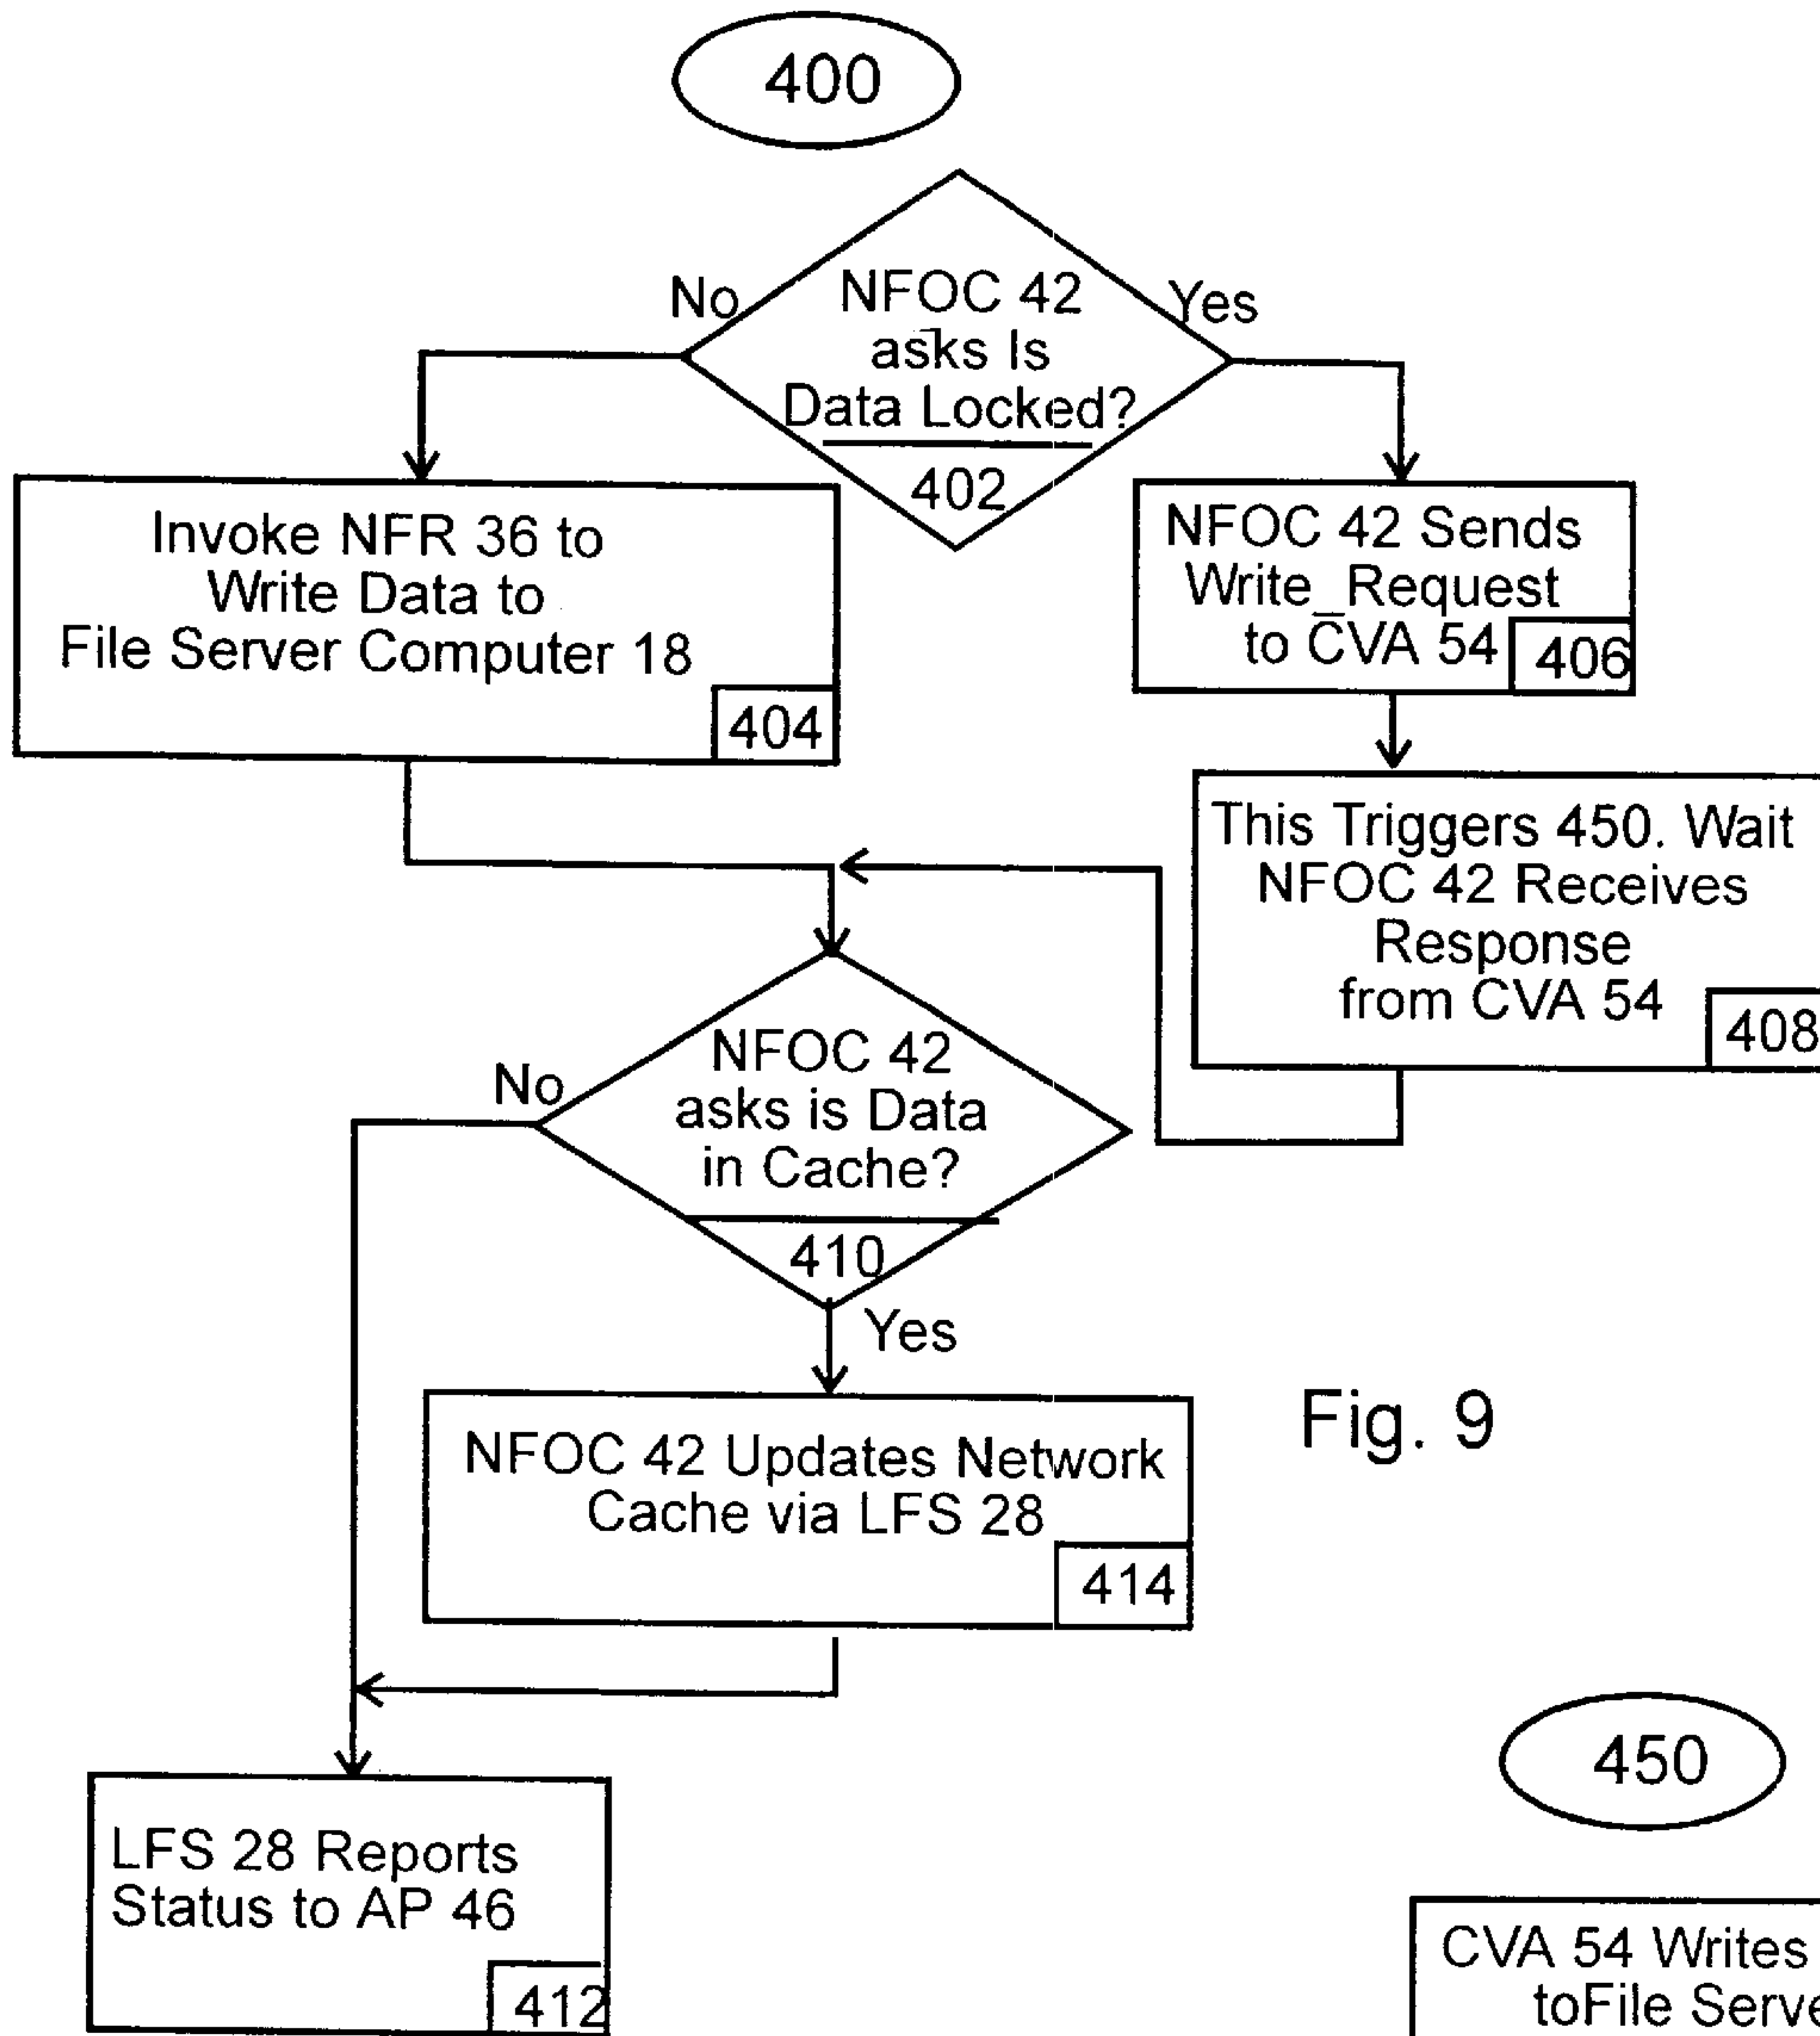 400
No
NFOC 42
asks Is
Data Locked?
402
Yes
Invoke NFR 36 to
Write Data to
File Server Computer 18
404
NFOC 42 Sends
Write_Request
to CVA 54
406
This Triggers 450. Wait
NFOC 42 Receives
Response
from CVA 54
408
No
NFOC 42
asks is Data
in Cache?
410
Yes
NFOC 42 Updates Network
Cache via LFS 28
414
Fig. 9
LFS 28 Reports
Status to AP 46
412
450
CVA 54 Writes
toFile Serve